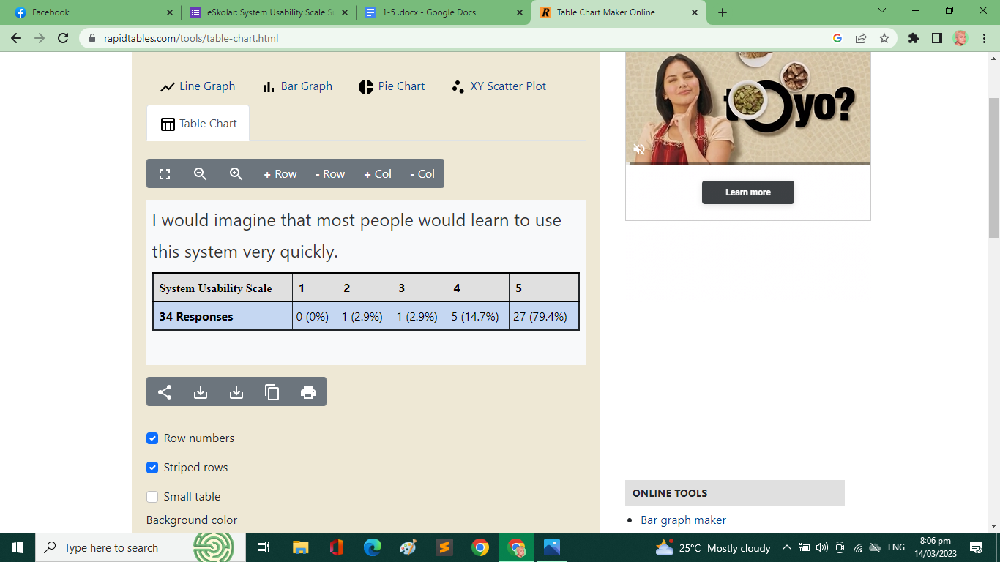 Facebook
eSkolar: System Usability Scale Su
1-5 .docx - Google Docs
Table Chart Maker Online
rapidtables.com/tools/table-chart.html
Line Graph
Bar Graph
Pie Chart
XY Scatter Plot
Table Chart
+ Row
- Row
+ Col
- Col
I would imagine that most people would learn to use
this system very quickly.
System Usability Scale 1 2 3 4 5
34 Responses 0 (0%) 1 (2.9%) 1 (2.9%) 5 (14.7%) 27 (79.4%)
Row numbers
Striped rows
Small table
Background color
yo?
Learn more
ONLINE TOOLS
Bar graph maker
Type here to search
25°C Mostly cloudy
ENG
8:06 pm
14/03/2023